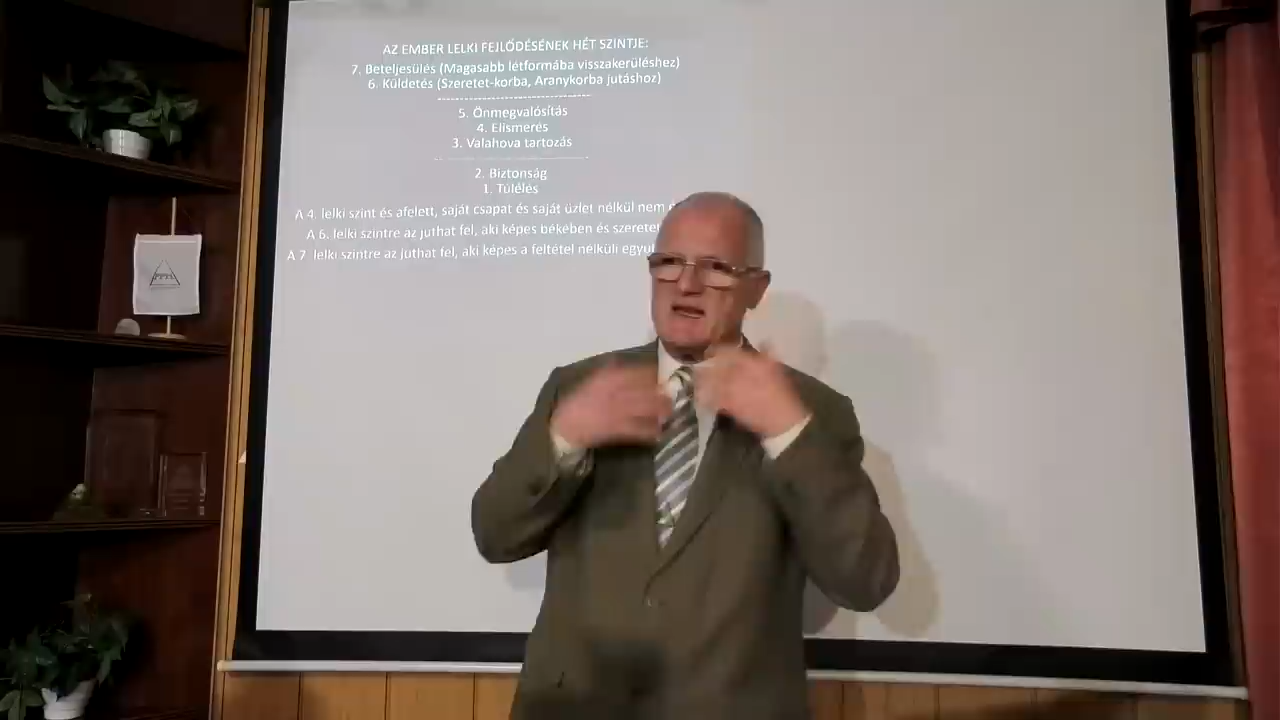 AZ EMBER LELKI FEJLŐDÉSÉNEK HÉT SZINTJE:
7. Beteljesülés (Magasabb létformába visszakerüléshez)
6. Küldetés (Szeretet-korba, Aranykorba jutáshoz)
5. Önmegvalósítás
4. Elismerés
3. Valahova tartozás
2. Biztonság
1. Túlélés
A 4. lelki szint és afelett, saját csapat és saját üzlet nélkül nem
A 6. lelki szintre az juthat fel, aki képes békében és
A 7. lelki szintre az juthat fel, aki képes a feltétel nélküli